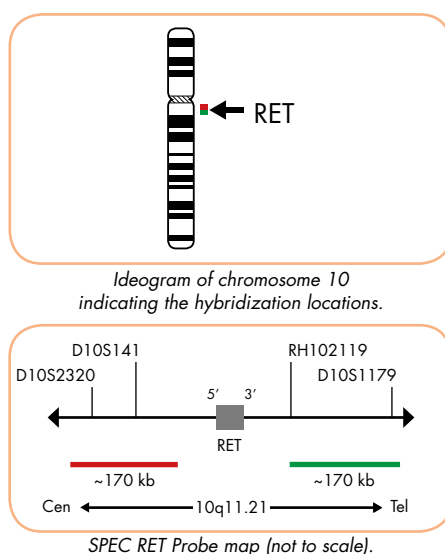 RET
Ideogram of chromosome 10
indicating the hybridization locations.
D10S141 RH102119
D10S2320 5’ 3’ D10S1179
RET
~170 kb ~170 kb
Cen 10q11.21 Tel
SPEC RET Probe map (not to scale).